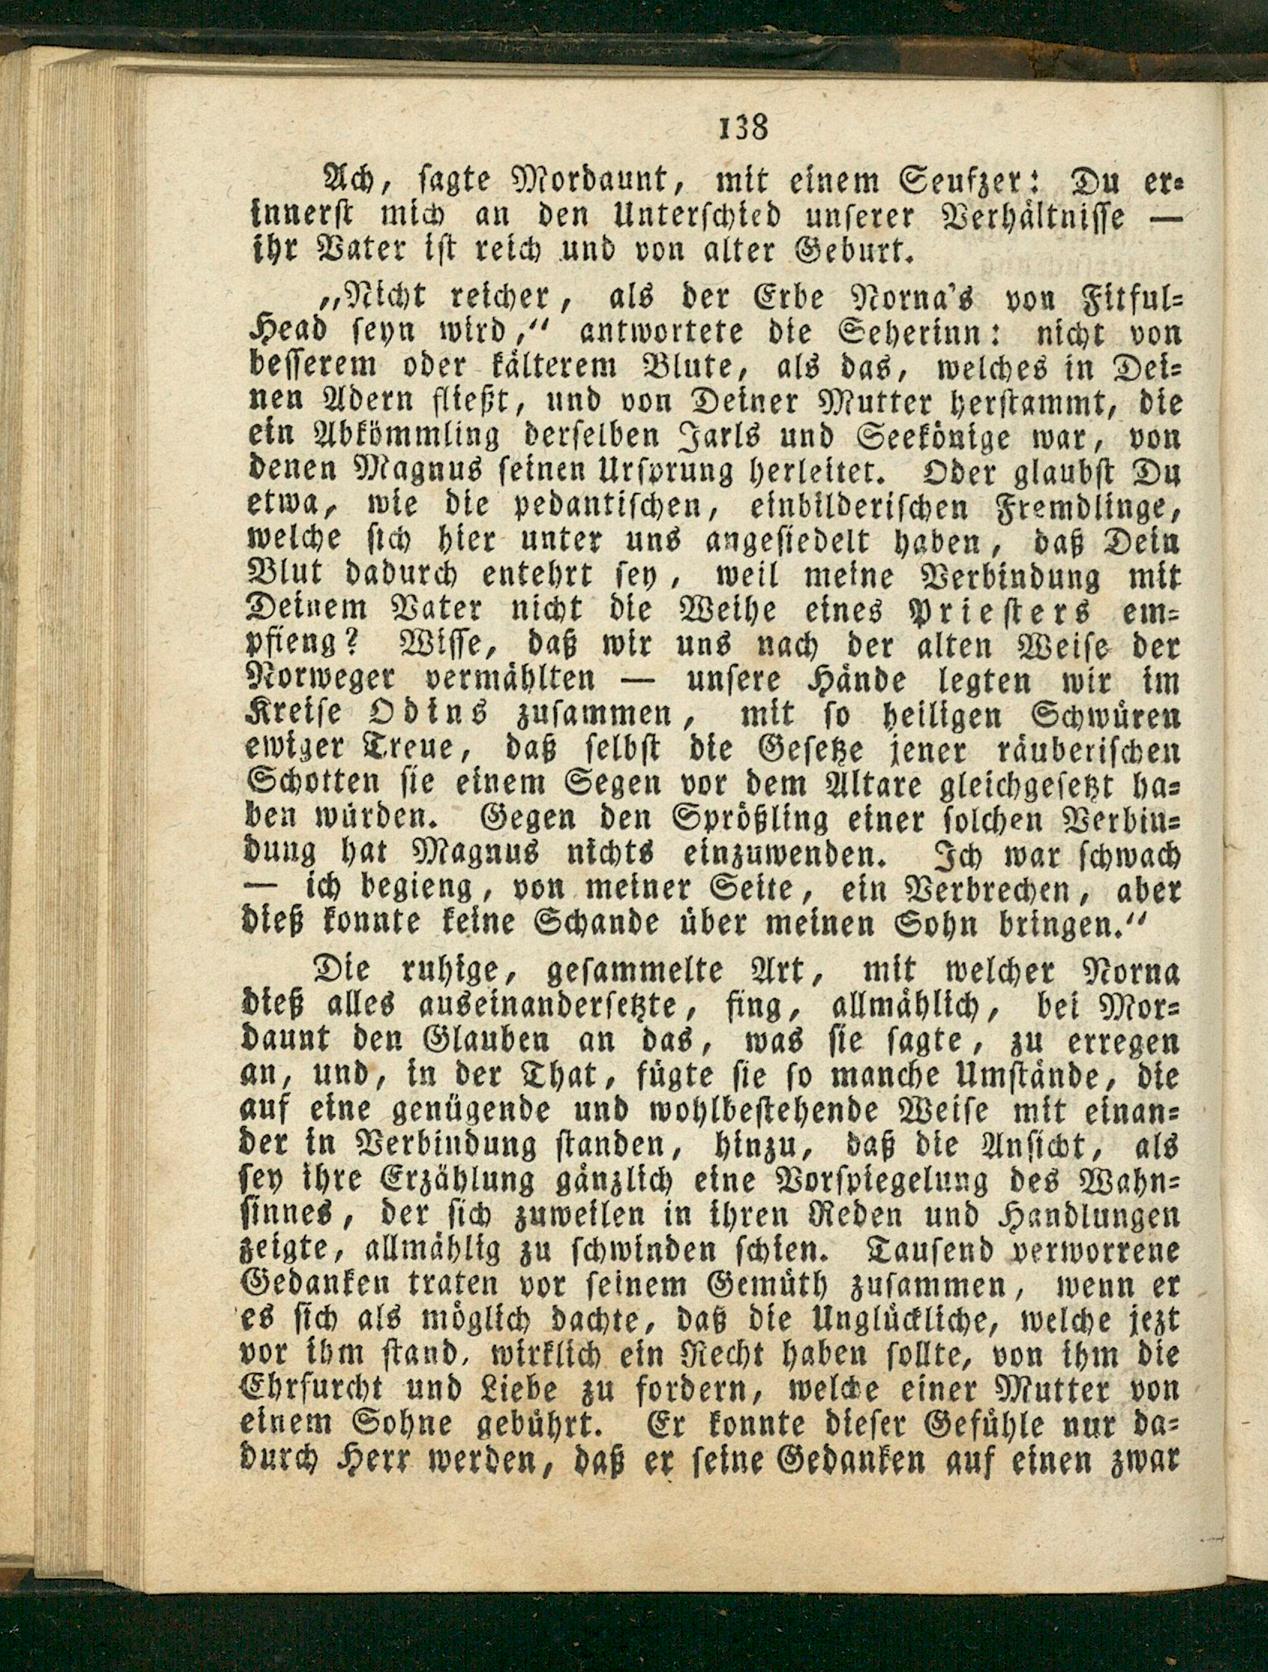 138
Ach, sagte Mordaunt, mit einem Seufzer: Du er-
innerst mich an den Unterschied unserer Verhältnisse —
ihr Vater ist reich und von alter Geburt.
„Nicht reicher, als der Erbe Norna's von Fitful-
Head seyn wird,“ antwortete die Seherinn: nicht von
besserem oder kälterem Blute, als das, welches in Dei-
nen Adern fließt, und von Deiner Mutter herstammt, die
ein Abkömmling derselben Jarls und Seekönige war, von
denen Magnus seinen Ursprung herleitet. Oder glaubst Du
etwa, wie die pedantischen, einbilderischen Fremdlinge,
welche sich hier unter uns angesiedelt haben, daß Dein
Blut dadurch entehrt sey, weil meine Verbindung mit
Deinem Vater nicht die Weihe eines Priesters em-
pfieng? Wisse, daß wir uns nach der alten Weise der
Norweger vermählten — unsere Hände legten wir im
Kreise Odins zusammen, mit so heiligen Schwüren
ewiger Treue, daß selbst die Gesetze jener räuberischen
Schotten sie einem Segen vor dem Altare gleichgesetzt ha-
ben würden. Gegen den Sprößling einer solchen Verbin-
dung hat Magnus nichts einzuwenden. Ich war schwach
— ich begieng, von meiner Seite, ein Verbrechen, aber
dieß konnte keine Schande über meinen Sohn bringen.“
Die ruhige, gesammelte Art, mit welcher Norna
dieß alles auseinandersetzte, fing, allmählich, bei Mor-
daunt den Glauben an das, was sie sagte, zu erregen
an, und, in der That, fügte sie so manche Umstände, die
auf eine genügende und wohlbestehende Weise mit einan-
der in Verbindung standen, hinzu, daß die Ansicht, als
sey ihre Erzählung gänzlich eine Vorspiegelung des Wahn-
sinnes, der sich zuweilen in ihren Reden und Handlungen
zeigte, allmählig zu schwinden schien. Tausend verworrene
Gedanken traten vor seinem Gemüth zusammen, wenn er
es sich als möglich dachte, daß die Unglückliche, welche jezt
vor ihm stand, wirklich ein Recht haben sollte, von ihm die
Ehrfurcht und Liebe zu fordern, welche einer Mutter von
einem Sohne gebührt. Er konnte dieser Gefühle nur da-
durch Herr werden, daß er seine Gedanken auf einen zwar